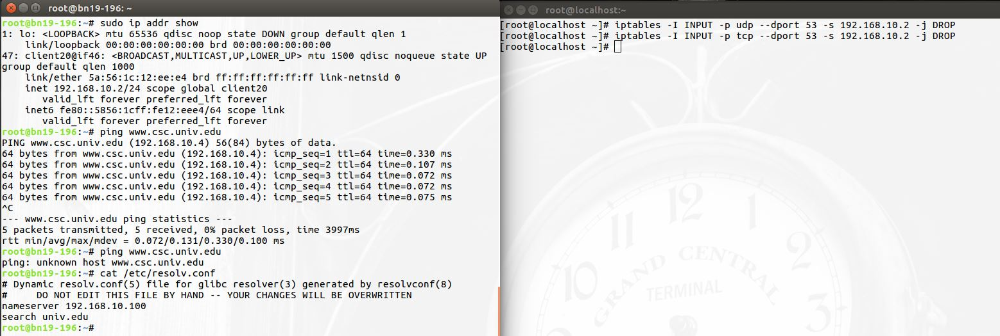 root@bn19-196: ~
root@bn19-196:~# sudo ip addr show
1: lo: <LOOPBACK> mtu 65536 qdisc noop state DOWN group default qlen 1
    link/loopback 00:00:00:00:00:00 brd 00:00:00:00:00:00
47: client20@if46: <BROADCAST,MULTICAST,UP,LOWER_UP> mtu 1500 qdisc noqueue state UP
group default qlen 1000
    link/ether 5a:56:1c:12:ee:e4 brd ff:ff:ff:ff:ff:ff link-netnsid 0
    inet 192.168.10.2/24 scope global client20
       valid_lft forever preferred_lft forever
    inet6 fe80::5856:1cff:fe12:eee4/64 scope link
       valid_lft forever preferred_lft forever
root@bn19-196:~# ping www.csc.univ.edu
PING www.csc.univ.edu (192.168.10.4) 56(84) bytes of data.
64 bytes from www.csc.univ.edu (192.168.10.4): icmp_seq=1 ttl=64 time=0.330 ms
64 bytes from www.csc.univ.edu (192.168.10.4): icmp_seq=2 ttl=64 time=0.107 ms
64 bytes from www.csc.univ.edu (192.168.10.4): icmp_seq=3 ttl=64 time=0.072 ms
64 bytes from www.csc.univ.edu (192.168.10.4): icmp_seq=4 ttl=64 time=0.072 ms
64 bytes from www.csc.univ.edu (192.168.10.4): icmp_seq=5 ttl=64 time=0.075 ms
^C
--- www.csc.univ.edu ping statistics ---
5 packets transmitted, 5 received, 0% packet loss, time 3997ms
rtt min/avg/max/mdev = 0.072/0.131/0.330/0.100 ms
root@bn19-196:~# ping www.csc.univ.edu
ping: unknown host www.csc.univ.edu
root@bn19-196:~# cat /etc/resolv.conf
# Dynamic resolv.conf(5) file for glibc resolver(3) generated by resolvconf(8)
#     DO NOT EDIT THIS FILE BY HAND -- YOUR CHANGES WILL BE OVERWRITTEN
nameserver 192.168.10.100
search univ.edu
root@bn19-196:~#
root@localhost:~
[root@localhost ~]# iptables -I INPUT -p udp --dport 53 -s 192.168.10.2 -j DROP
[root@localhost ~]# iptables -I INPUT -p tcp --dport 53 -s 192.168.10.2 -j DROP
[root@localhost ~]#
10 11 12 1 2 3
GRAND CENTRAL
TERMINAL